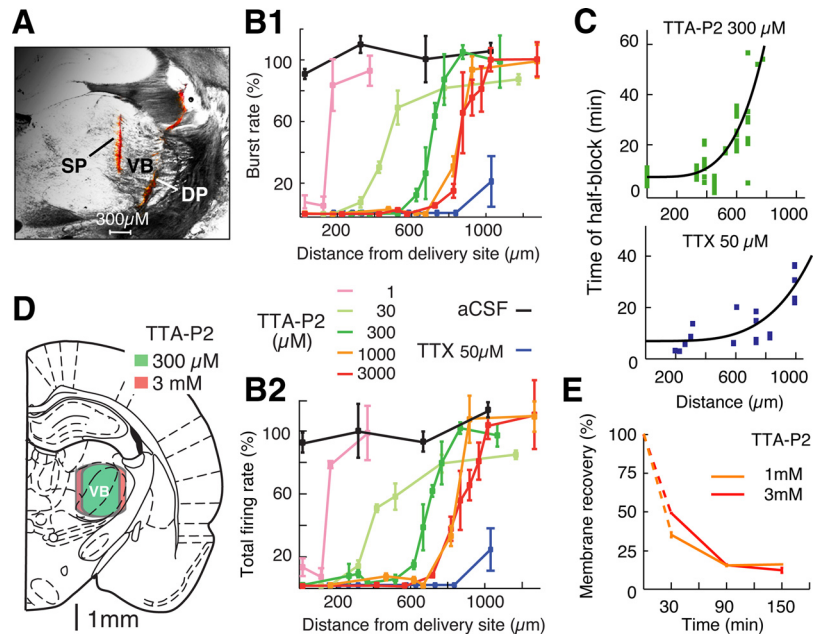 A
SP
VB
DP
300µM
B1
Burst rate (%)
100
60
20
200
600
1000
Distance from delivery site (µm)
C
TTA-P2 300 µM
Time of half-block (min)
60
40
20
0
200
600
1000
TTX 50 µM
40
20
0
200
600
1000
Distance (µm)
D
TTA-P2
300 µM
3 mM
VB
1mm
TTA-P2
(µM)
1
30
300
1000
3000
aCSF
TTX 50µM
B2
Total firing rate (%)
100
60
20
200
600
1000
Distance from delivery site (µm)
E
Membrane recovery (%)
100
75
50
25
0
TTA-P2
1mM
3mM
30
90
150
Time (min)